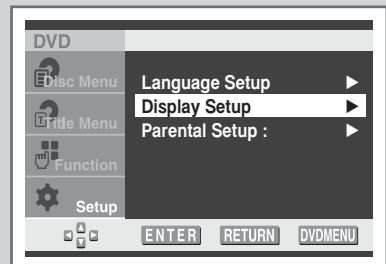 DVD
Disc Menu
Language Setup
Display Setup
Title Menu
Parental Setup :
Function
Setup
ENTER RETURN DVDMENU